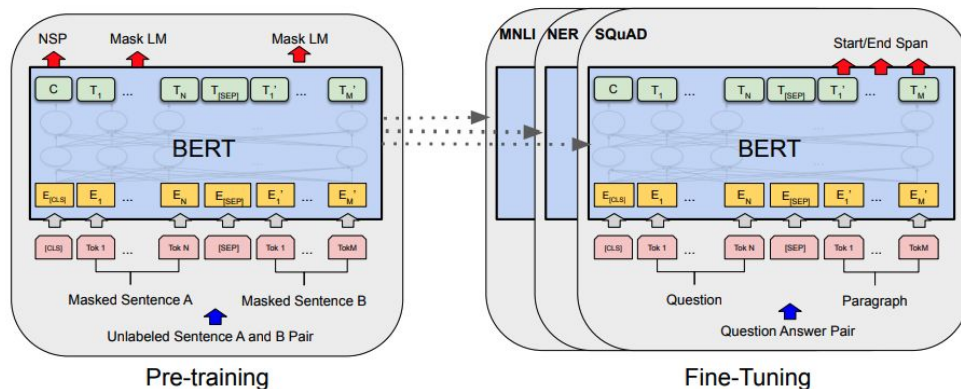 NSP Mask LM Mask LM
C T1 ... TN T[SEP] T1' ... TM'
BERT
E[CLS] E1 ... EN E[SEP] E1' ... EM'
[CLS] Tok 1 ... Tok N [SEP] Tok 1 ... TokM
Masked Sentence A Masked Sentence B
Unlabeled Sentence A and B Pair
Pre-training
MNLI NER SQuAD
Start/End Span
C T1 ... TN T[SEP] T1' ... TM'
BERT
E[CLS] E1 ... EN E[SEP] E1' ... EM'
[CLS] Tok 1 ... Tok N [SEP] Tok 1 ... TokM
Question Paragraph
Question Answer Pair
Fine-Tuning